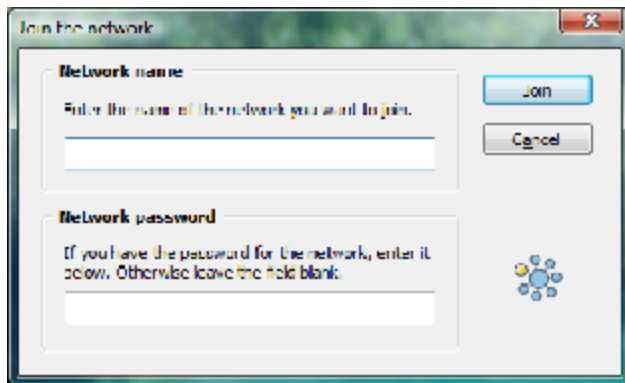 Join the network
Network name
Enter the name of the network you want to join.
Join
Cancel
Network password
If you have the password for the network, enter it
below. Otherwise leave the field blank.